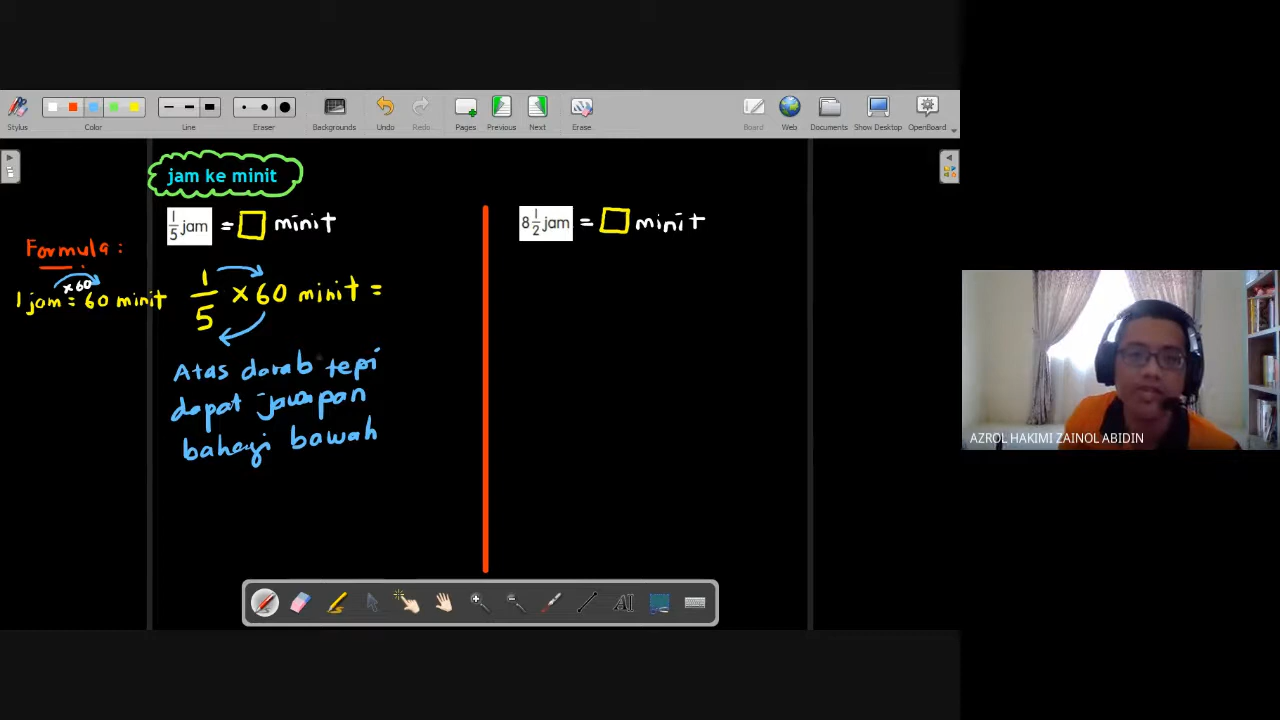 Stylus
Color
Line
Eraser
Backgrounds
Undo
Redo
Pages
Previous
Next
Erase
Board
Web
Documents
Show Desktop
OpenBoard
jam ke minit
1/5 jam = □ minit
8 1/2 jam = □ minit
Formula :
×60
1 jam = 60 minit
1/5 × 60 minit =
Atas darab tepi
dapat jawapan
bahagi bawah
AZROL HAKIMI ZAINOL ABIDIN
AI